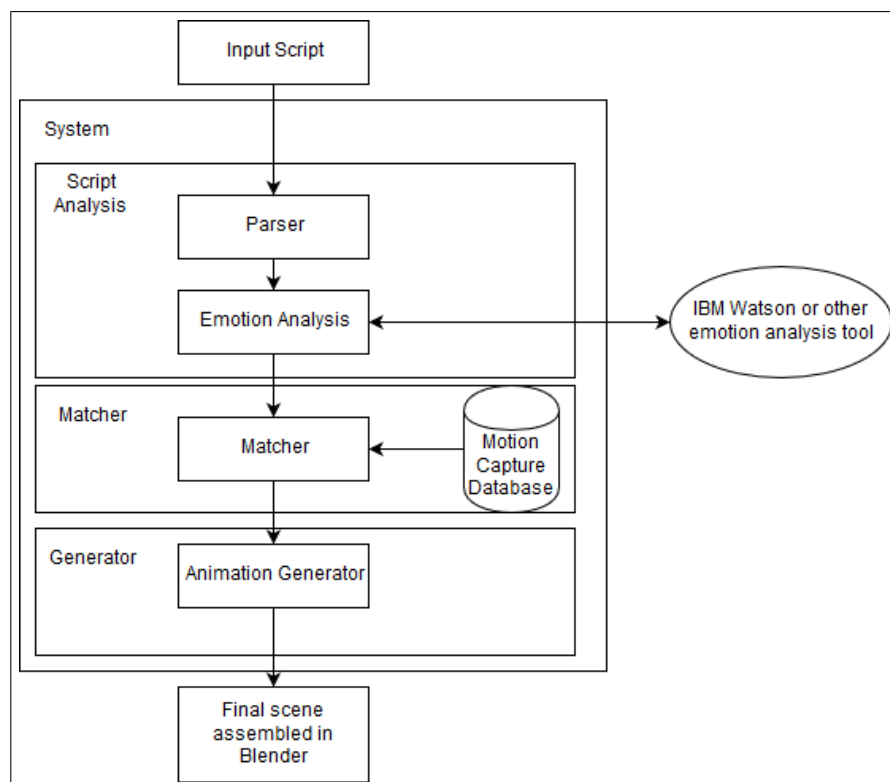 Input Script
System
Script
Analysis
Parser
Emotion Analysis
IBM Watson or other
emotion analysis tool
Matcher
Matcher
Motion
Capture
Database
Generator
Animation Generator
Final scene
assembled in
Blender